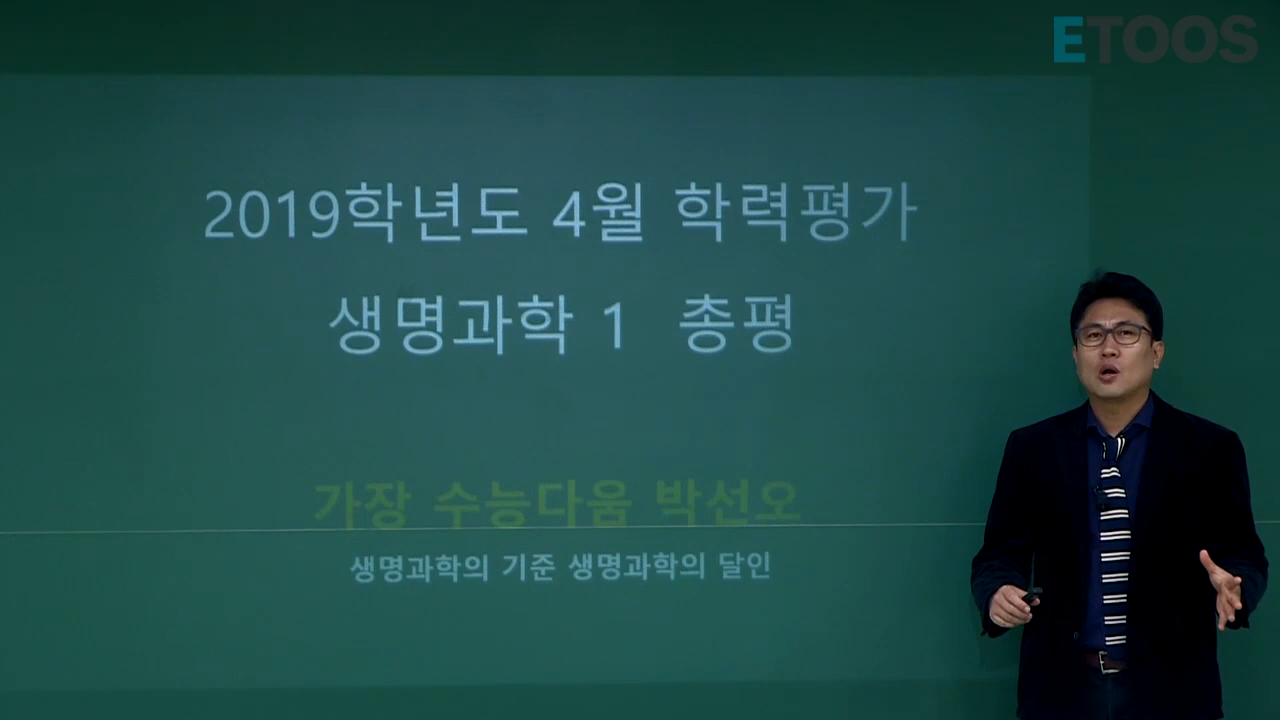 ETOOS
2019학년도 4월 학력평가
생명과학 1 총평
가장 수능다움 박선오
생명과학의 기준 생명과학의 달인